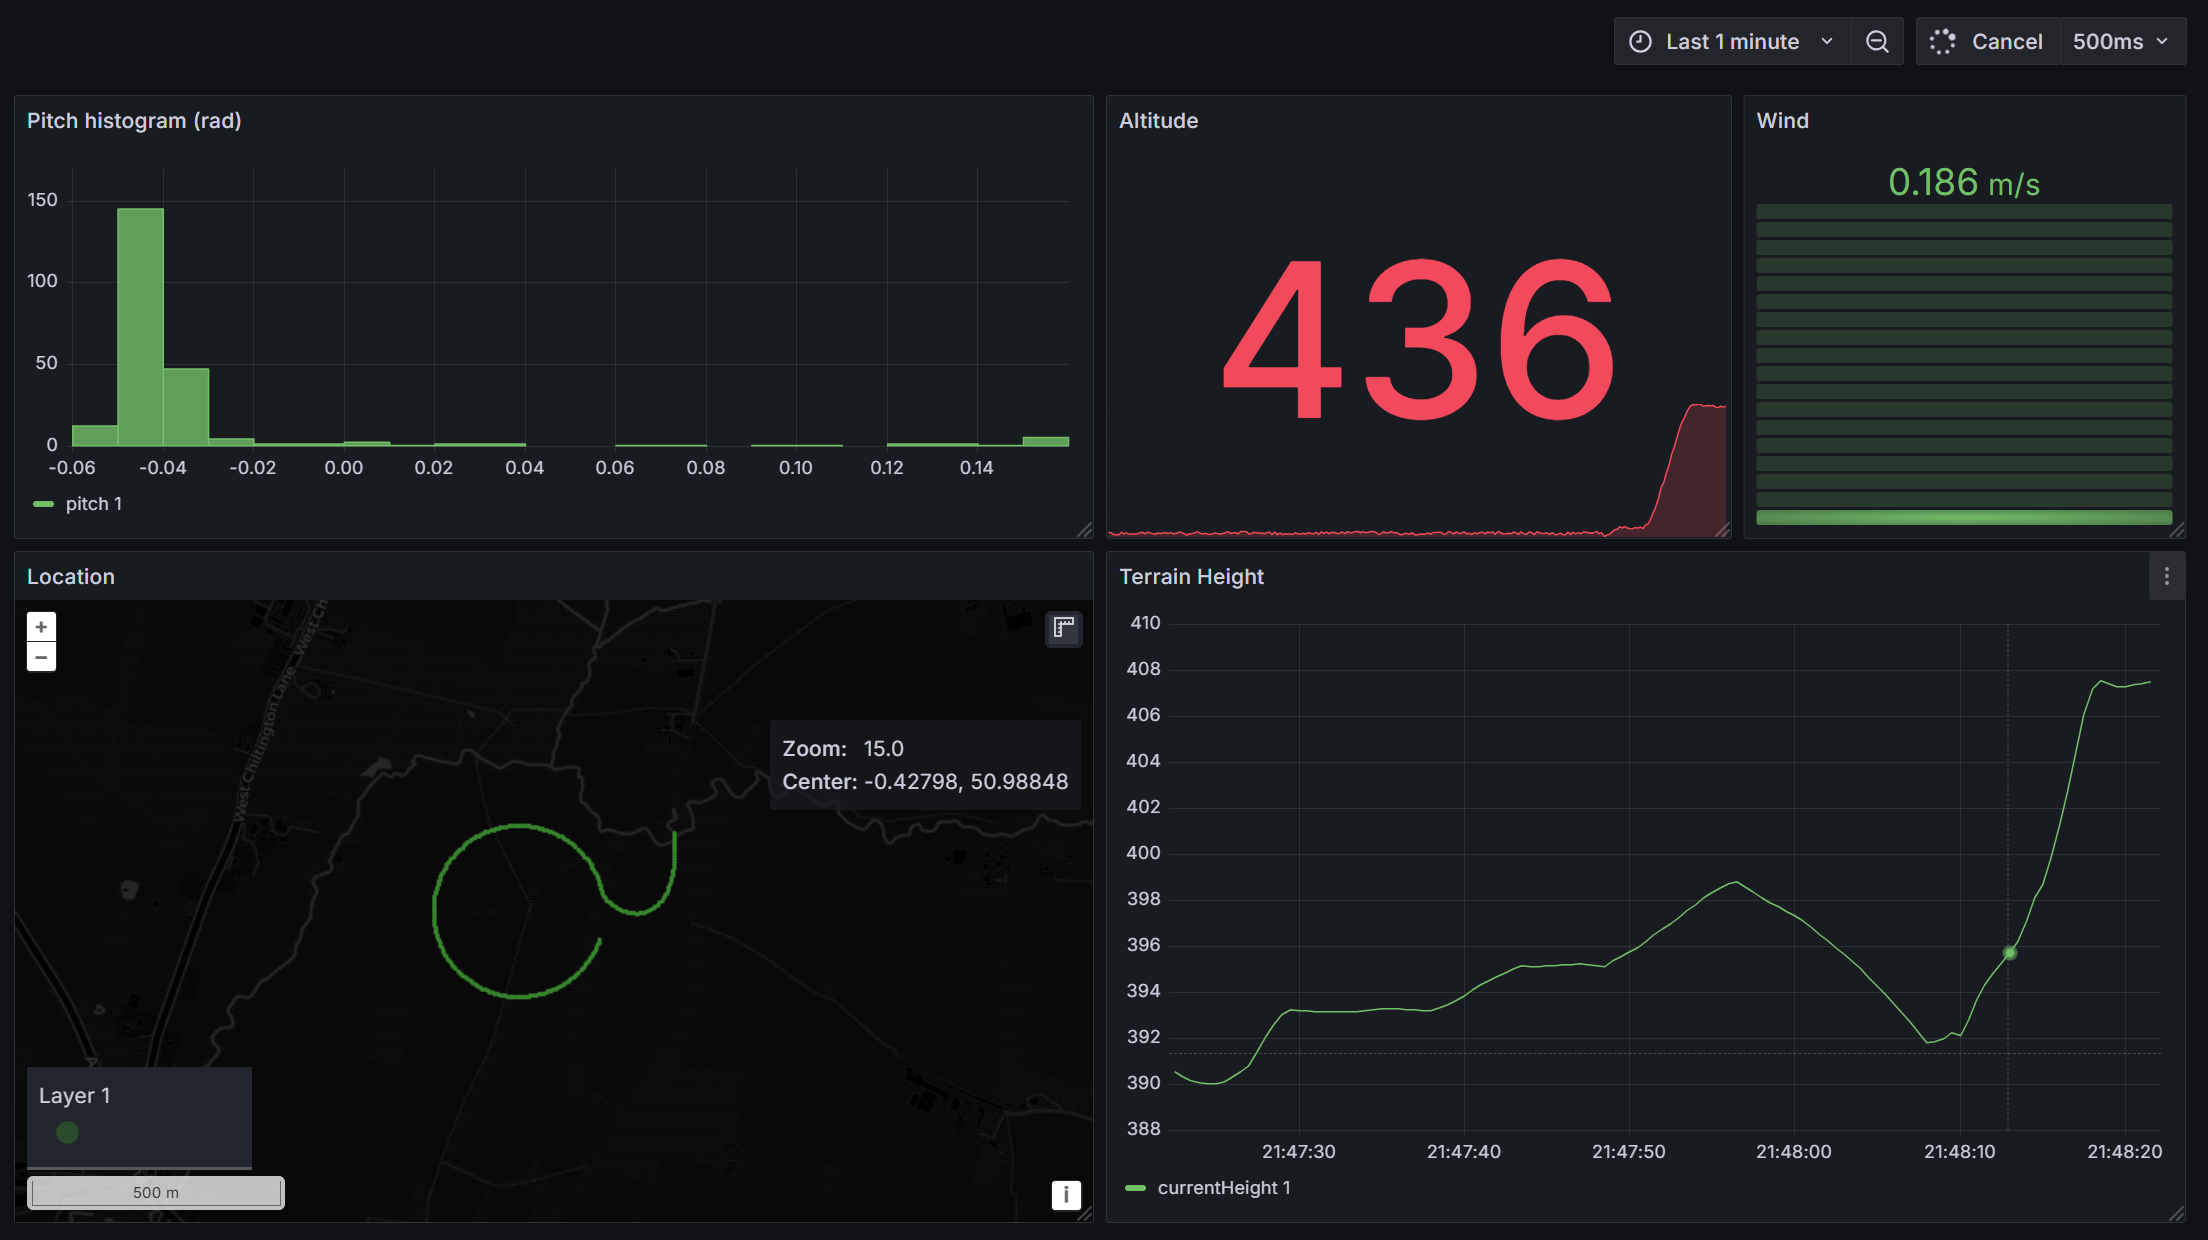 Last 1 minute
Cancel
500ms
Pitch histogram (rad)
150
100
50
0
-0.06 -0.04 -0.02 0.00 0.02 0.04 0.06 0.08 0.10 0.12 0.14
pitch 1
Altitude
436
Wind
0.186 m/s
Location
+
−
West Chiltington Lane
West Ch
Zoom: 15.0
Center: -0.42798, 50.98848
A
Layer 1
500 m
i
Terrain Height
410
408
406
404
402
400
398
396
394
392
390
388
21:47:30 21:47:40 21:47:50 21:48:00 21:48:10 21:48:20
currentHeight 1